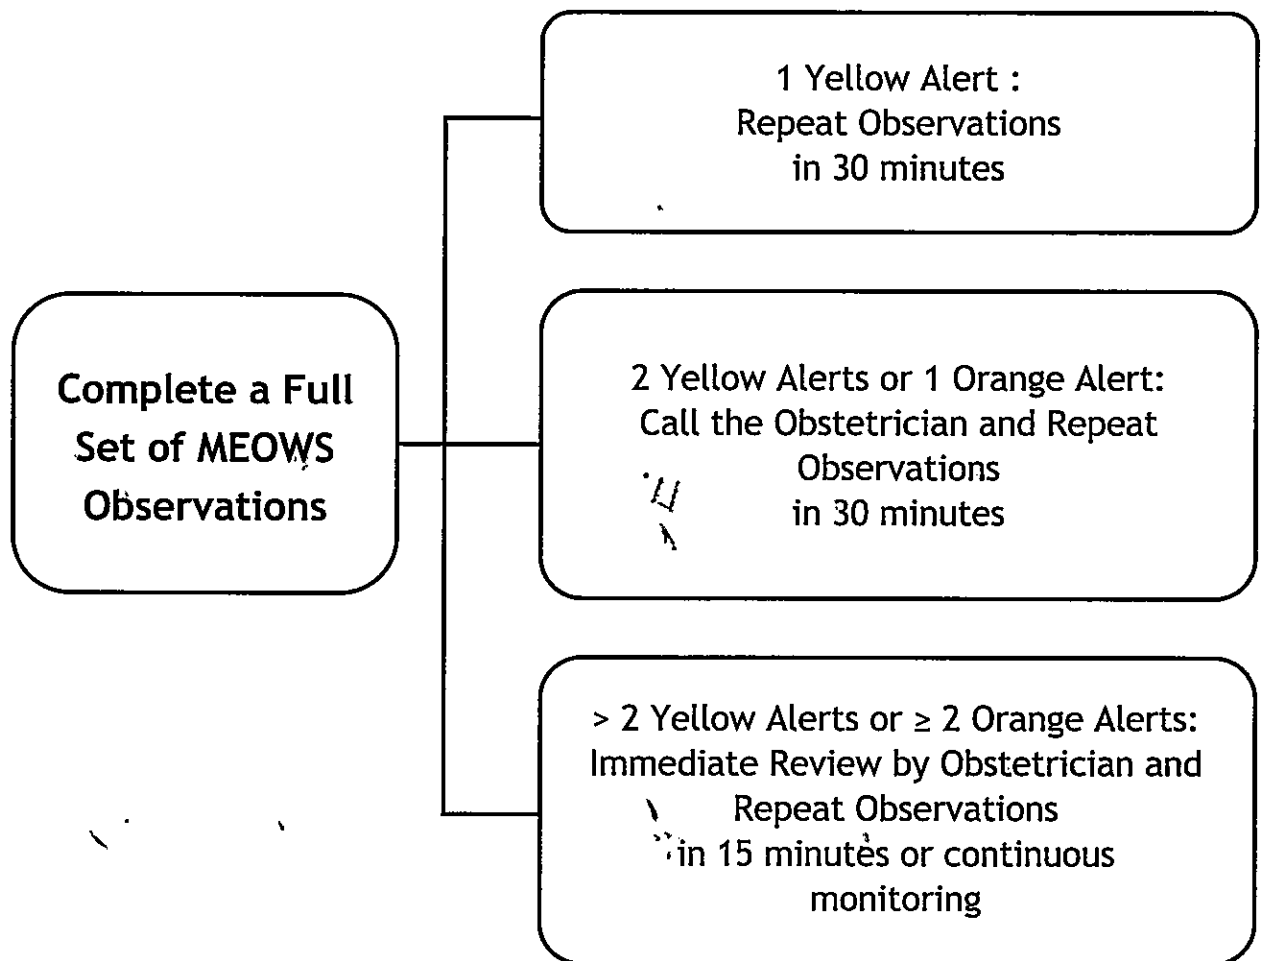 Complete a Full
Set of MEOWS
Observations
1 Yellow Alert :
Repeat Observations
in 30 minutes
2 Yellow Alerts or 1 Orange Alert:
Call the Obstetrician and Repeat
Observations
in 30 minutes
> 2 Yellow Alerts or ≥ 2 Orange Alerts:
Immediate Review by Obstetrician and
Repeat Observations
in 15 minutes or continuous
monitoring